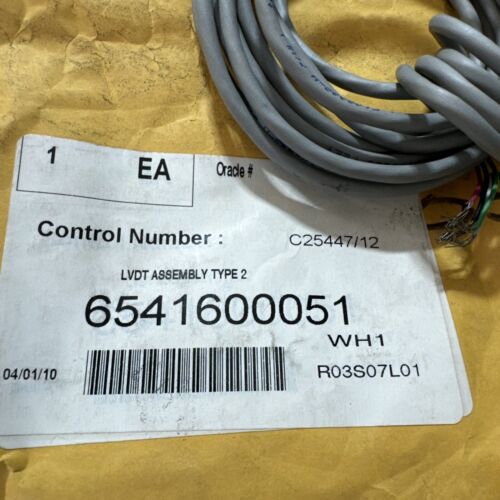 1 EA Oracle #
Control Number : C25447/12
LVDT ASSEMBLY TYPE 2
6541600051
WH1
04/01/10 R03S07L01